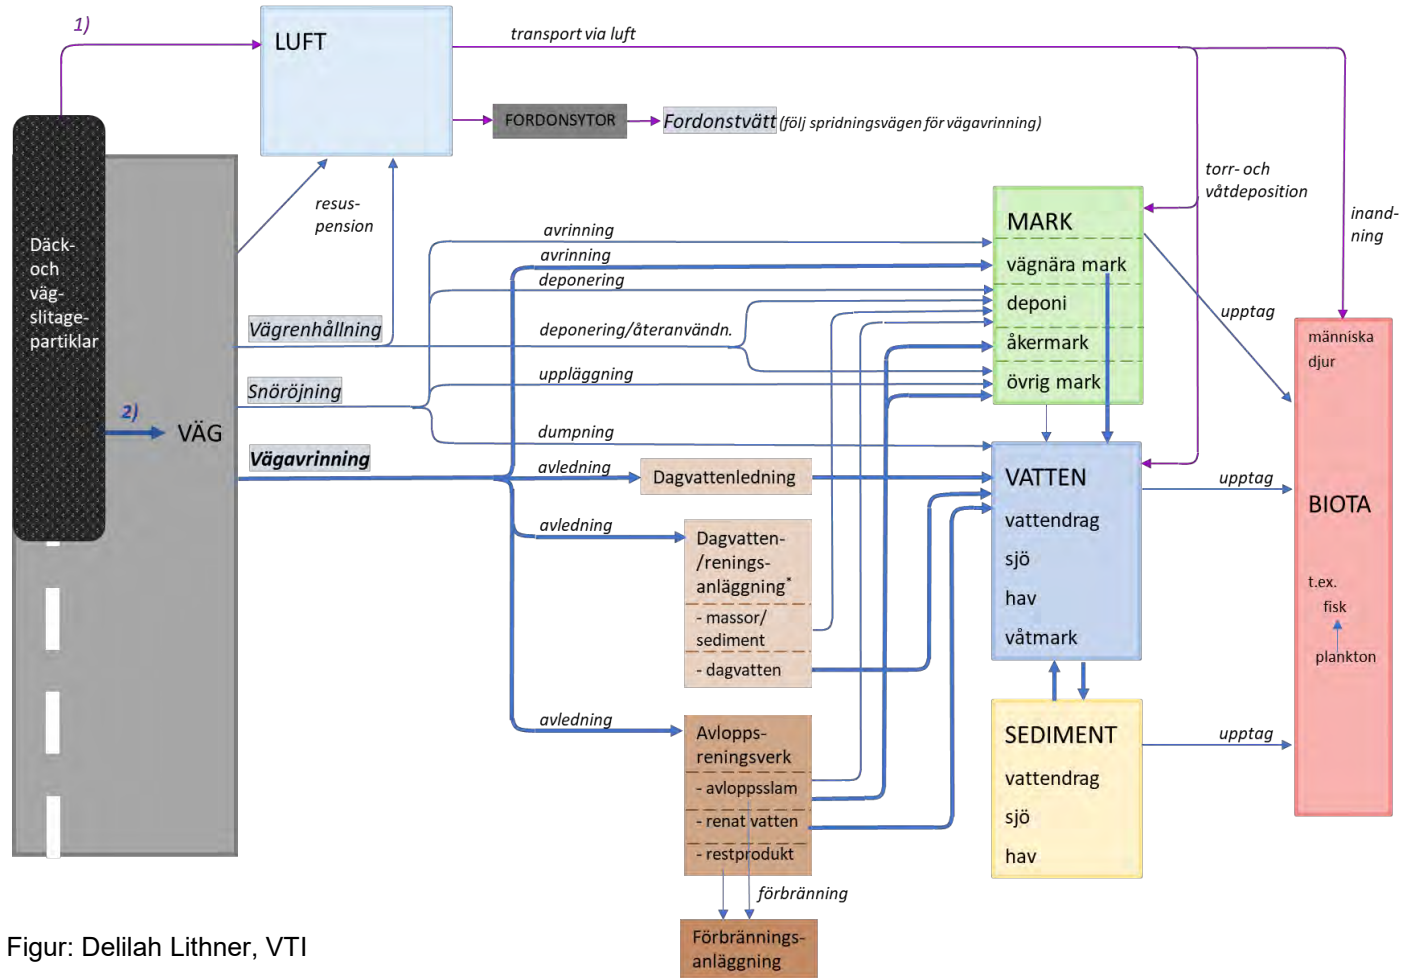 1)
LUFT
transport via luft
FORDONSYTOR
Fordonstvätt (följ spridningsvägen för vägavrinning)
torr- och
våtdeposition
inand-
ning
resus-
pension
Däck-
och
väg-
slitage-
partiklar
2)
VÄG
Vägrenhållning
Snöröjning
Vägavrinning
avrinning
avrinning
deponering
deponering/återanvändn.
uppläggning
dumpning
avledning
avledning
avledning
Dagvattenledning
Dagvatten-
/renings-
anläggning*
- massor/
sediment
- dagvatten
Avlopps-
reningsverk
- avloppsslam
- renat vatten
- restprodukt
förbränning
Förbrännings-
anläggning
MARK
vägnära mark
deponi
åkermark
övrig mark
VATTEN
vattendrag
sjö
hav
våtmark
SEDIMENT
vattendrag
sjö
hav
upptag
upptag
upptag
människa
djur
BIOTA
t.ex.
fisk
plankton
Figur: Delilah Lithner, VTI